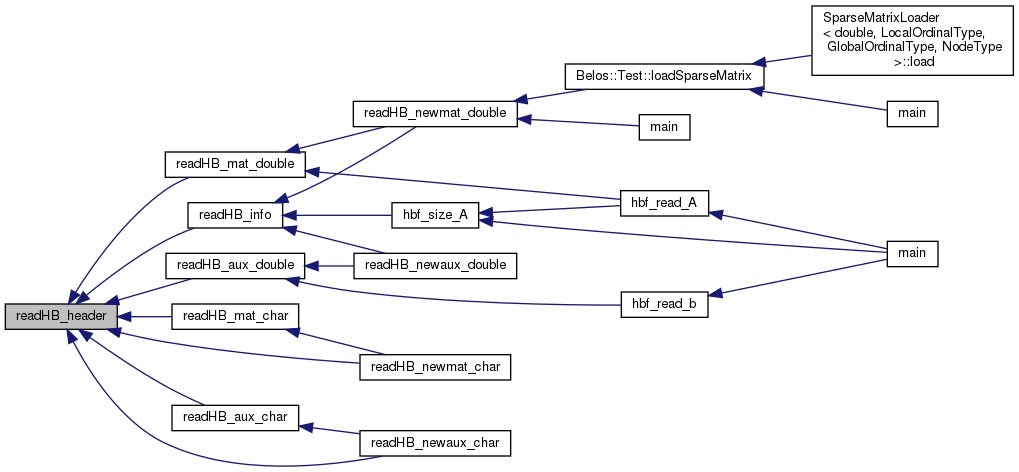 SparseMatrixLoader
< double, LocalOrdinalType,
GlobalOrdinalType, NodeType
>::load
Belos::Test::loadSparseMatrix
readHB_newmat_double
main
main
readHB_mat_double
readHB_info
hbf_size_A
hbf_read_A
main
readHB_aux_double
readHB_newaux_double
hbf_read_b
readHB_header
readHB_mat_char
readHB_newmat_char
readHB_aux_char
readHB_newaux_char